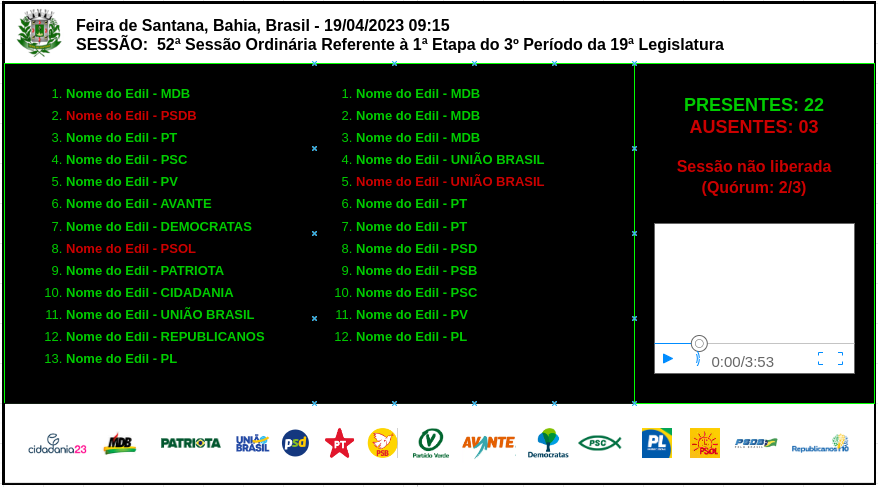 Feira de Santana, Bahia, Brasil - 19/04/2023 09:15
SESSÃO:  52ª Sessão Ordinária Referente à 1ª Etapa do 3º Período da 19ª Legislatura
1. Nome do Edil - MDB
2. Nome do Edil - PSDB
3. Nome do Edil - PT
4. Nome do Edil - PSC
5. Nome do Edil - PV
6. Nome do Edil - AVANTE
7. Nome do Edil - DEMOCRATAS
8. Nome do Edil - PSOL
9. Nome do Edil - PATRIOTA
10. Nome do Edil - CIDADANIA
11. Nome do Edil - UNIÃO BRASIL
12. Nome do Edil - REPUBLICANOS
13. Nome do Edil - PL
1. Nome do Edil - MDB
2. Nome do Edil - MDB
3. Nome do Edil - MDB
4. Nome do Edil - UNIÃO BRASIL
5. Nome do Edil - UNIÃO BRASIL
6. Nome do Edil - PT
7. Nome do Edil - PT
8. Nome do Edil - PSD
9. Nome do Edil - PSB
10. Nome do Edil - PSC
11. Nome do Edil - PV
12. Nome do Edil - PL
PRESENTES: 22
AUSENTES: 03
Sessão não liberada
(Quórum: 2/3)
0:00/3:53
cidadania23
MDB
PATRIOTA
UNIÃO
BRASIL
psd
PT
PSB
Partido Verde
AVANTE
Democratas
PSC
PL
PSOL
PSDB
Republicanos 10